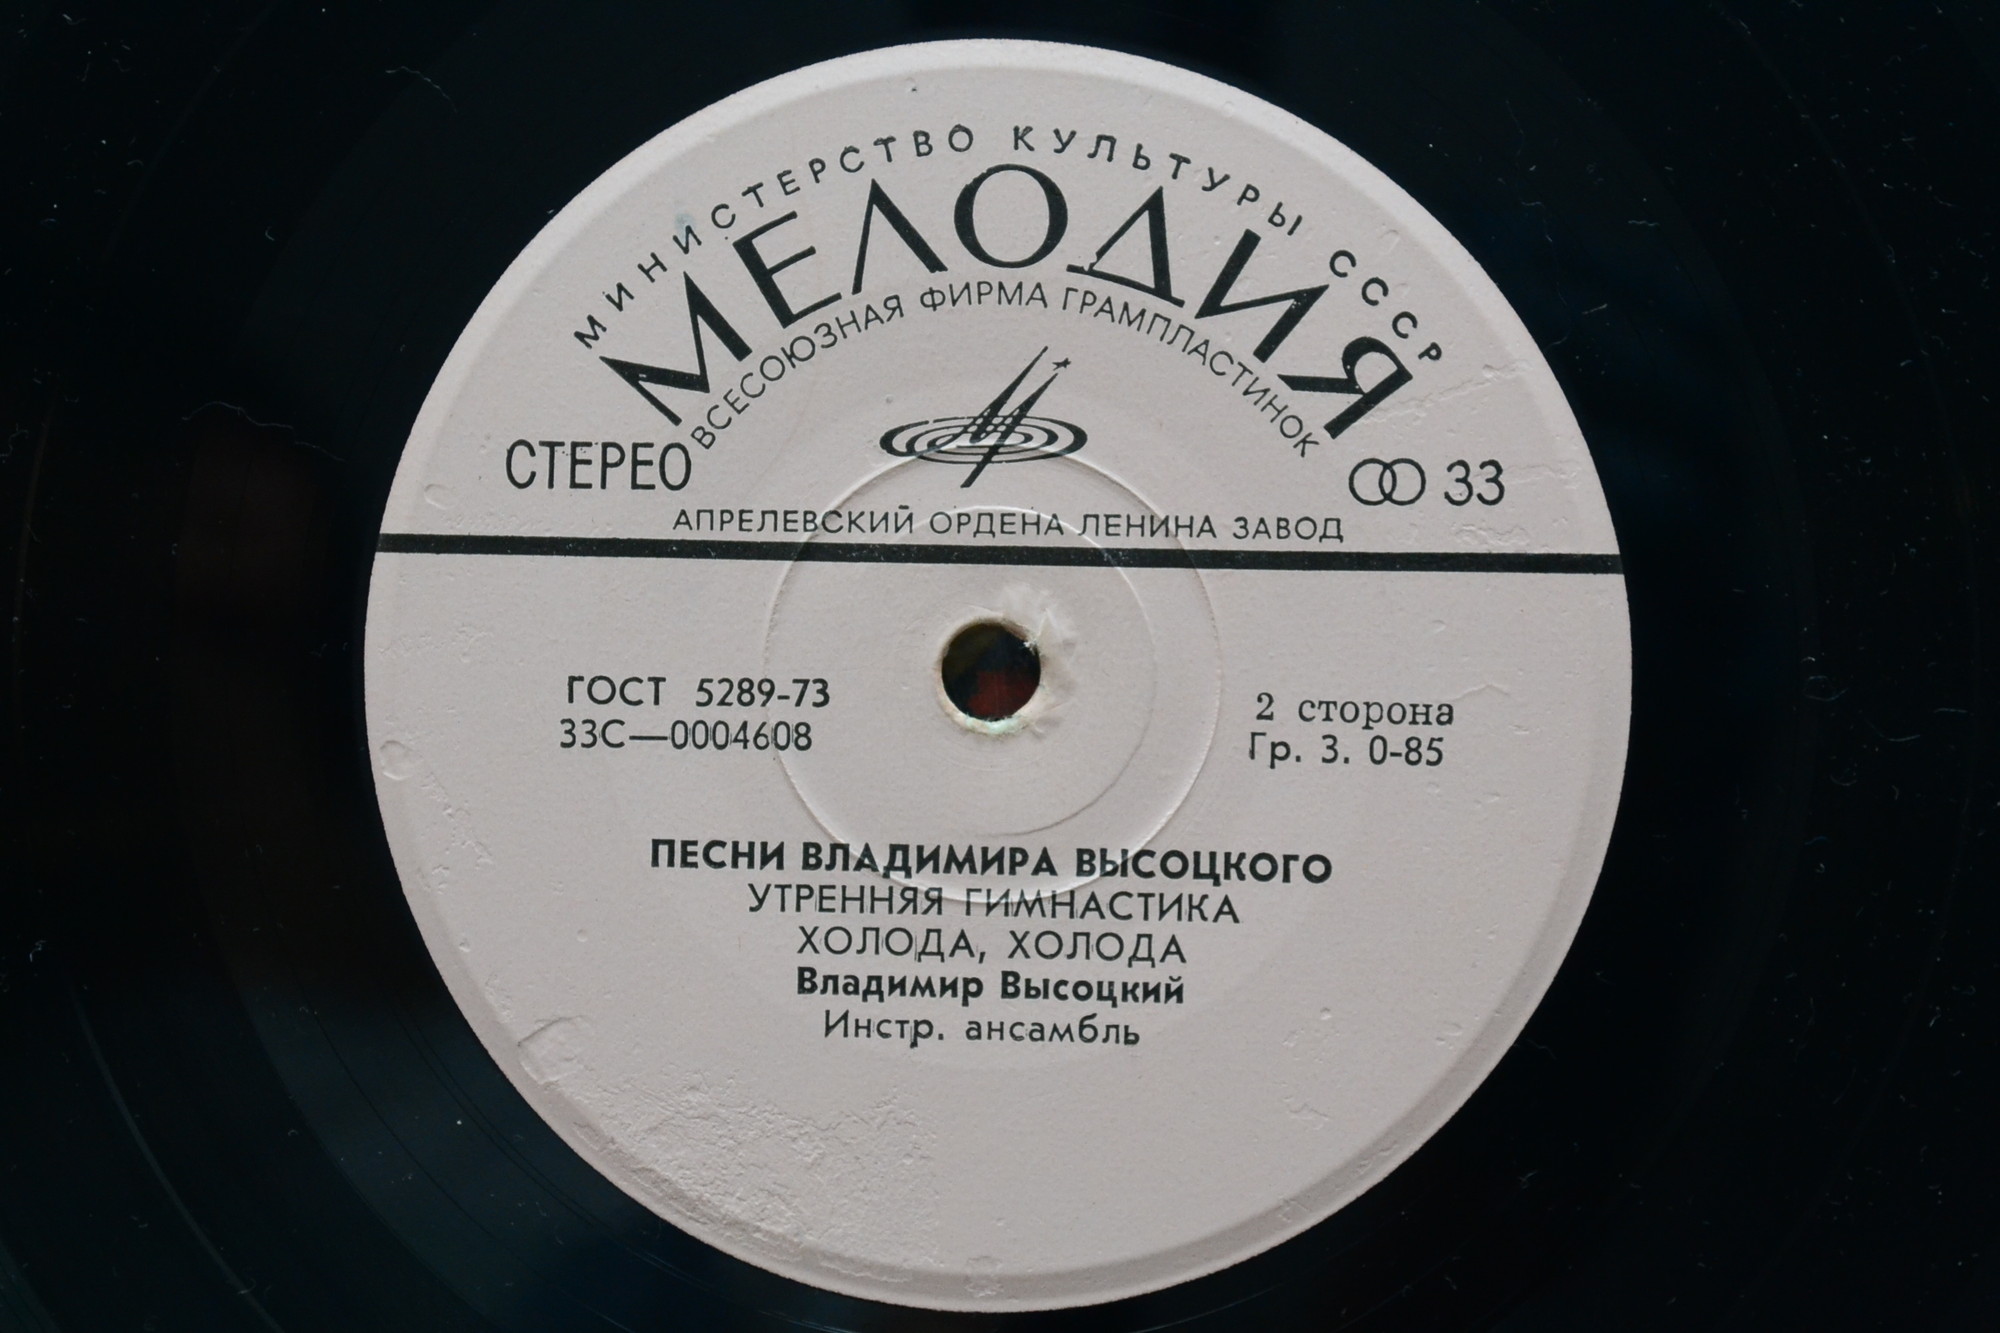 МИНИСТЕРСТВО КУЛЬТУРЫ СССР
МЕЛОДИЯ
ВСЕСОЮЗНАЯ ФИРМА ГРАМПЛАСТИНОК
СТЕРЕО
33
АПРЕЛЕВСКИЙ ОРДЕНА ЛЕНИНА ЗАВОД
ГОСТ 5289-73
33С—0004608
2 сторона
Гр. 3. 0-85
ПЕСНИ ВЛАДИМИРА ВЫСОЦКОГО
УТРЕННЯЯ ГИМНАСТИКА
ХОЛОДА, ХОЛОДА
Владимир Высоцкий
Инстр. ансамбль